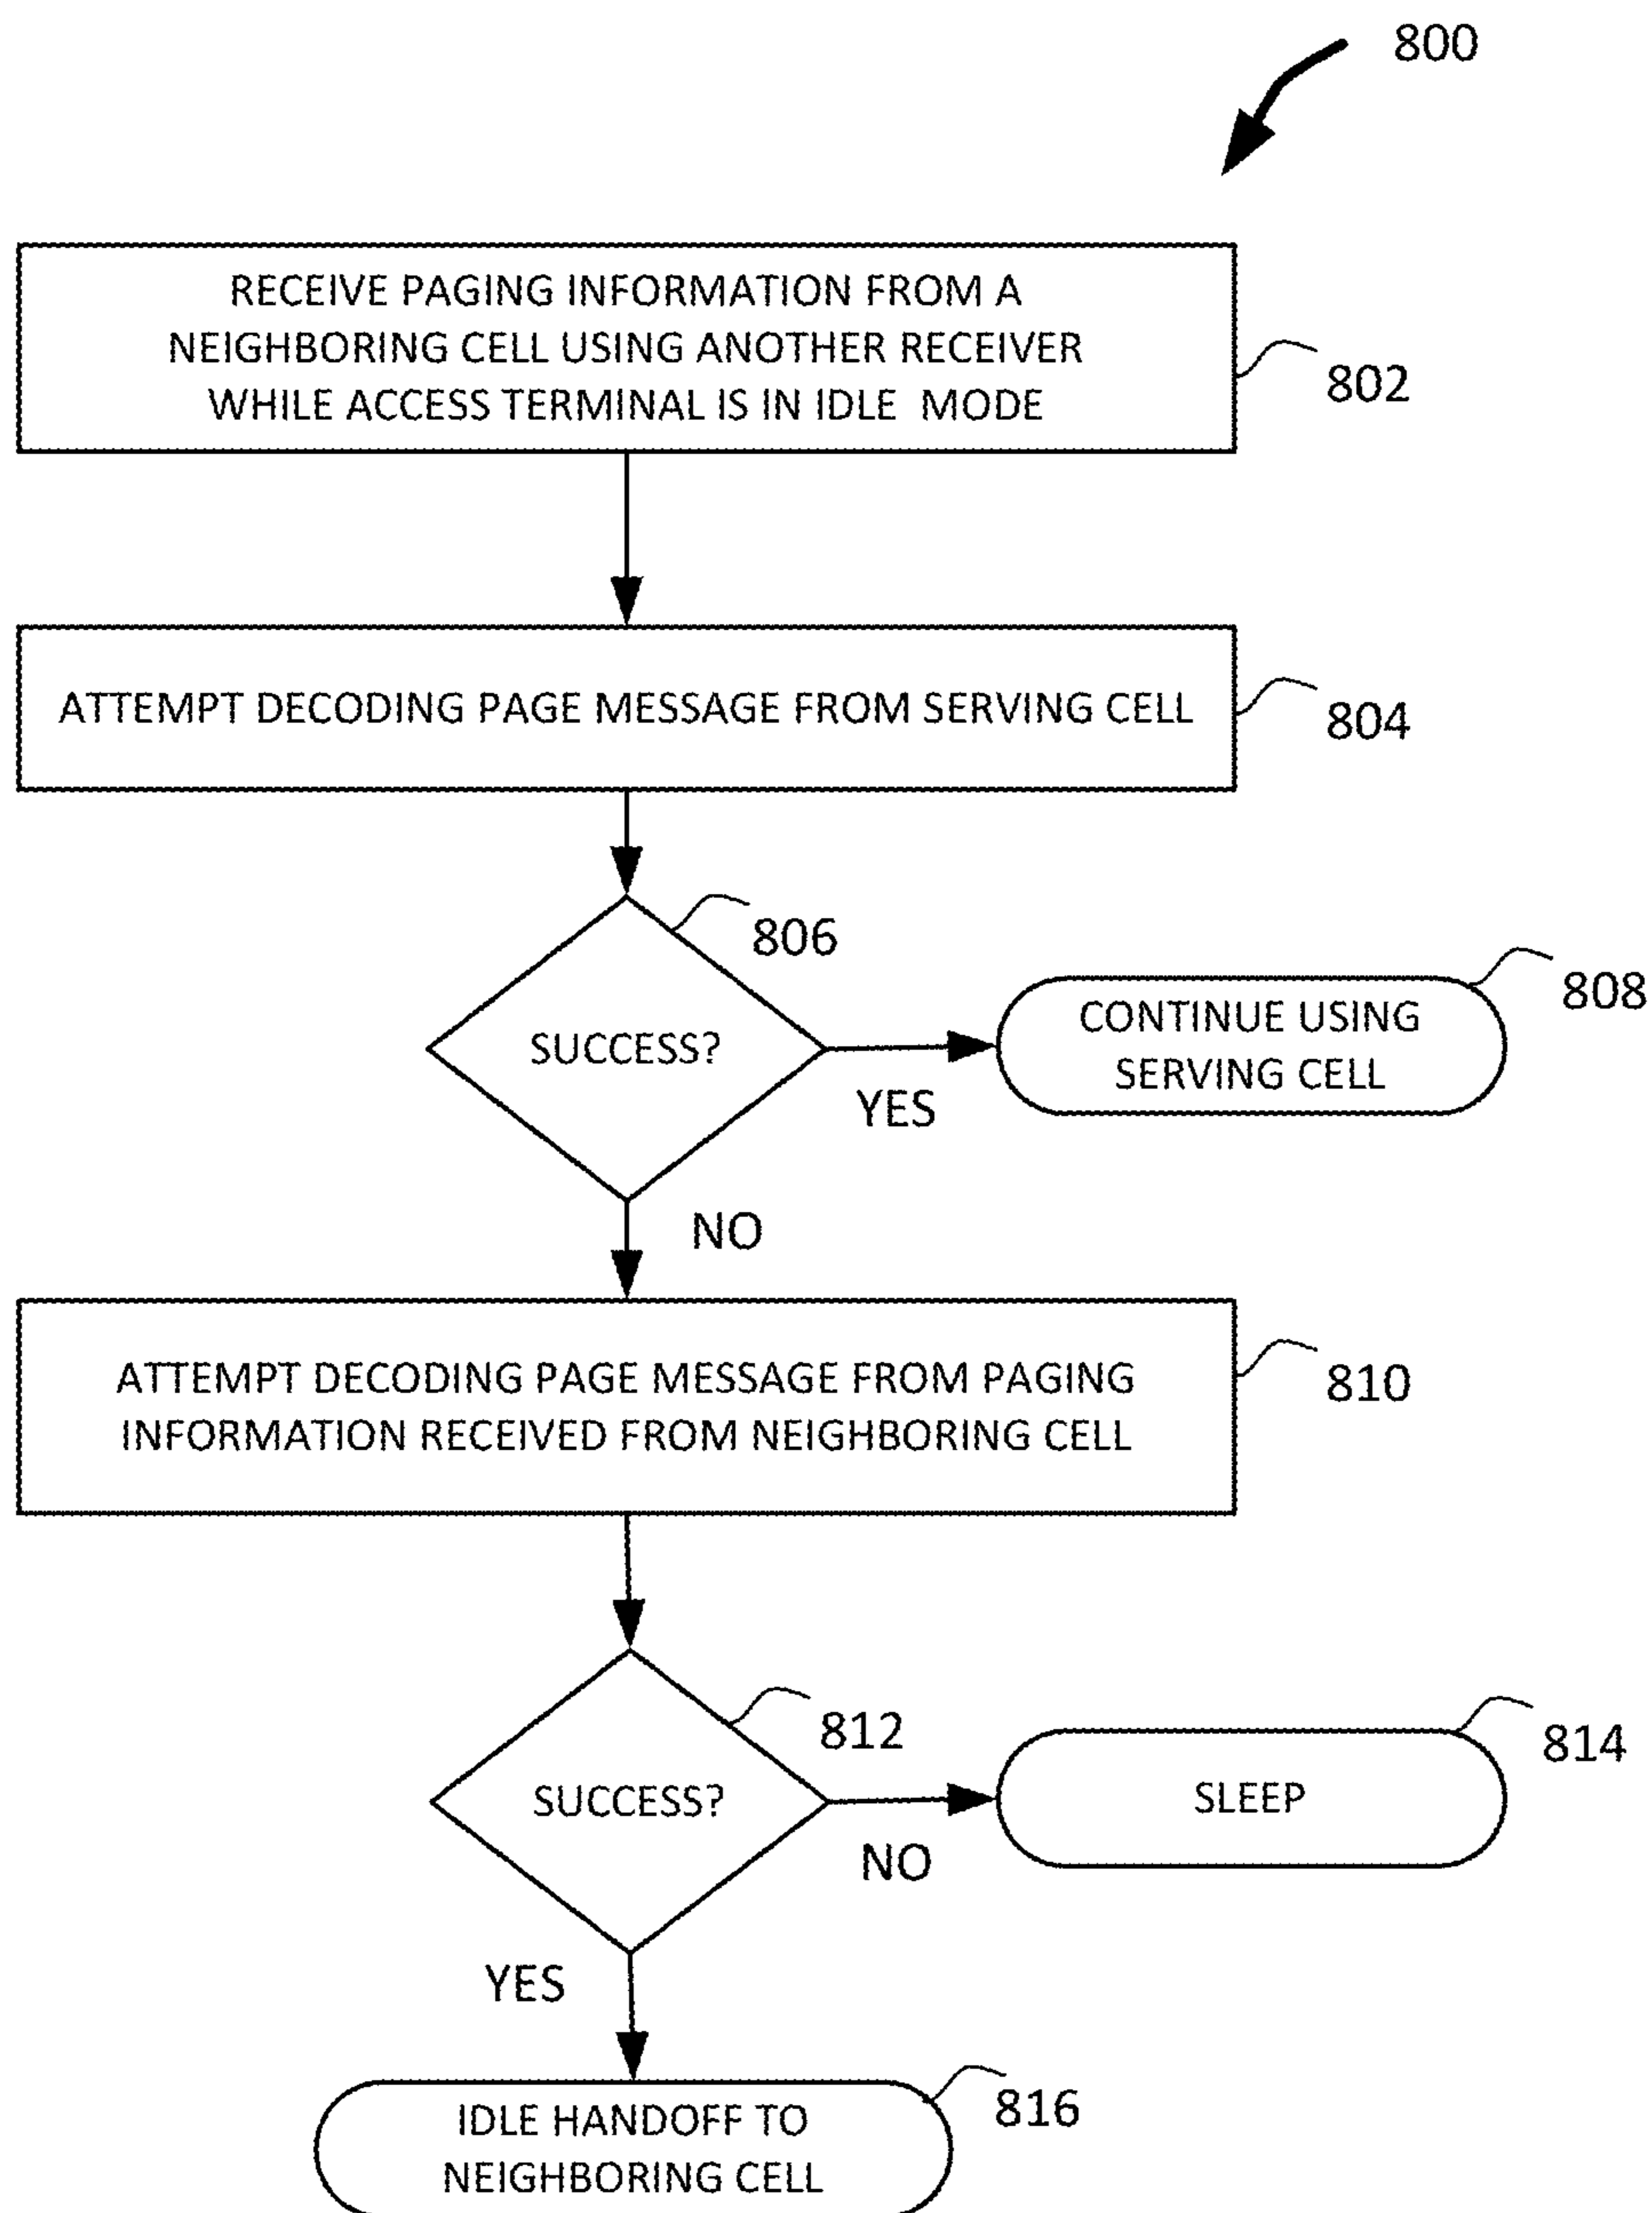 800
RECEIVE PAGING INFORMATION FROM A
NEIGHBORING CELL USING ANOTHER RECEIVER
WHILE ACCESS TERMINAL IS IN IDLE MODE
802
ATTEMPT DECODING PAGE MESSAGE FROM SERVING CELL
804
806
SUCCESS?
YES
808
CONTINUE USING
SERVING CELL
NO
ATTEMPT DECODING PAGE MESSAGE FROM PAGING
INFORMATION RECEIVED FROM NEIGHBORING CELL
810
812
SUCCESS?
NO
814
SLEEP
YES
816
IDLE HANDOFF TO
NEIGHBORING CELL